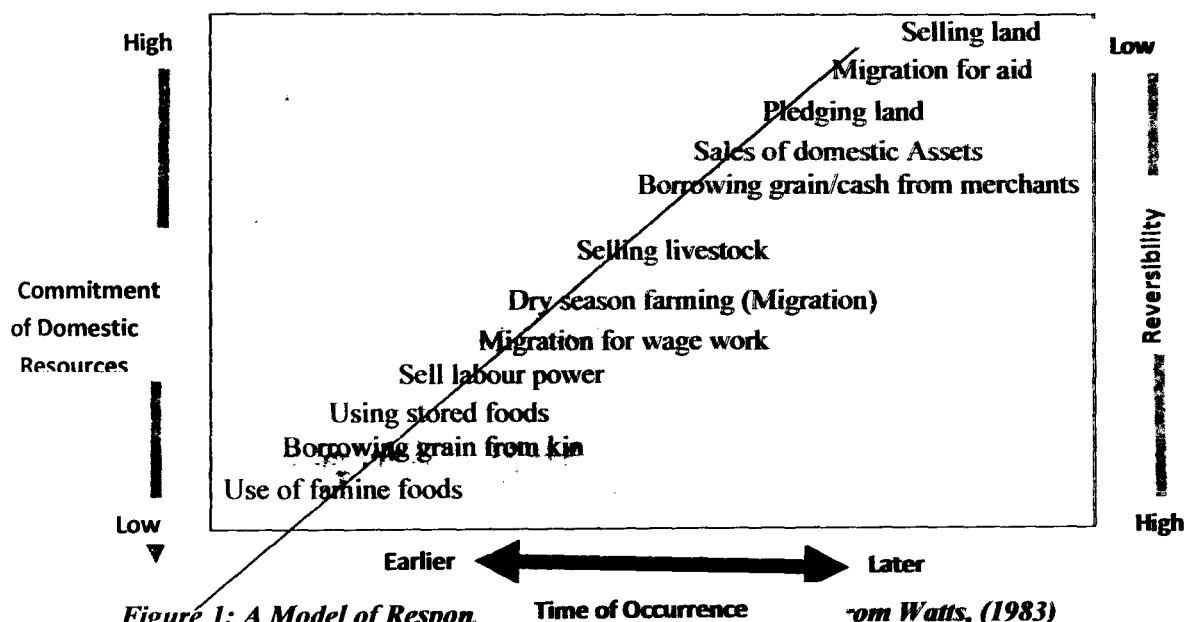 High
Selling land
Low
Migration for aid
Pledging land
Sales of domestic Assets
Borrowing grain/cash from merchants
Selling livestock
Commitment
of Domestic
Resources
Reversibility
Dry season farming (Migration)
Migration for wage work
Sell labour power
Using stored foods
Borrowing grain from kin
Use of famine foods
Low
High
Earlier
Later
Time of Occurrence
Figure 1: A Model of Respon
om Watts, (1983)